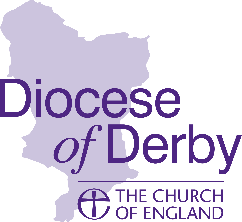 Diocese
of Derby
THE CHURCH
OF ENGLAND